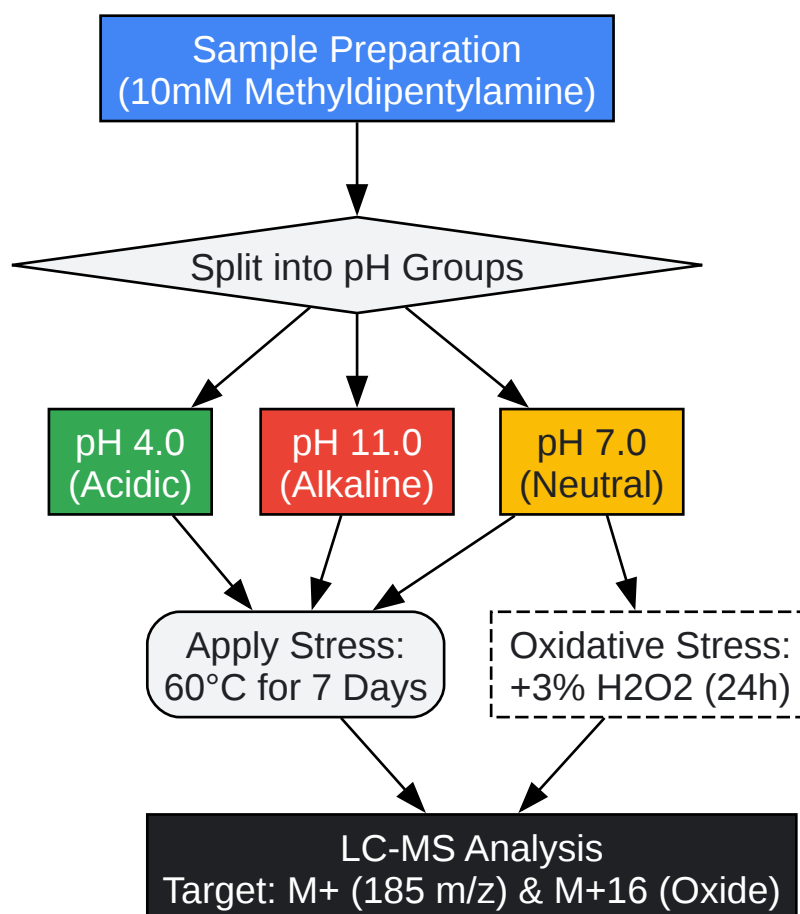 Sample Preparation
(10mM Methyldipentylamine)
Split into pH Groups
pH 4.0
(Acidic)
pH 11.0
(Alkaline)
pH 7.0
(Neutral)
Apply Stress:
60°C for 7 Days
Oxidative Stress:
+3% H2O2 (24h)
LC-MS Analysis
Target: M+ (185 m/z) & M+16 (Oxide)